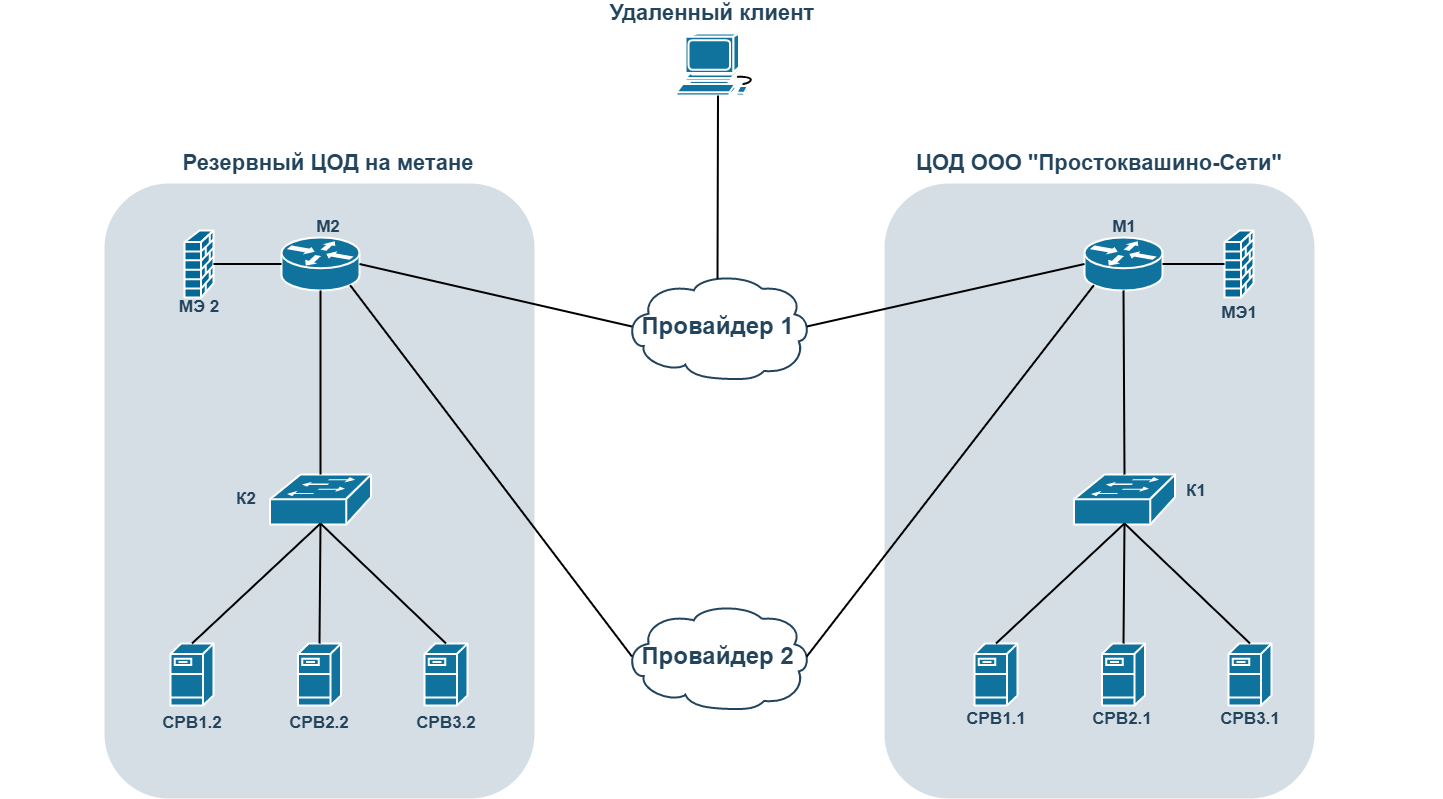 Удаленный клиент
Резервный ЦОД на метане
ЦОД ООО "Простоквашино-Сети"
М2
М1
МЭ 2
МЭ1
Провайдер 1
К2
К1
Провайдер 2
СРВ1.2
СРВ2.2
СРВ3.2
СРВ1.1
СРВ2.1
СРВ3.1